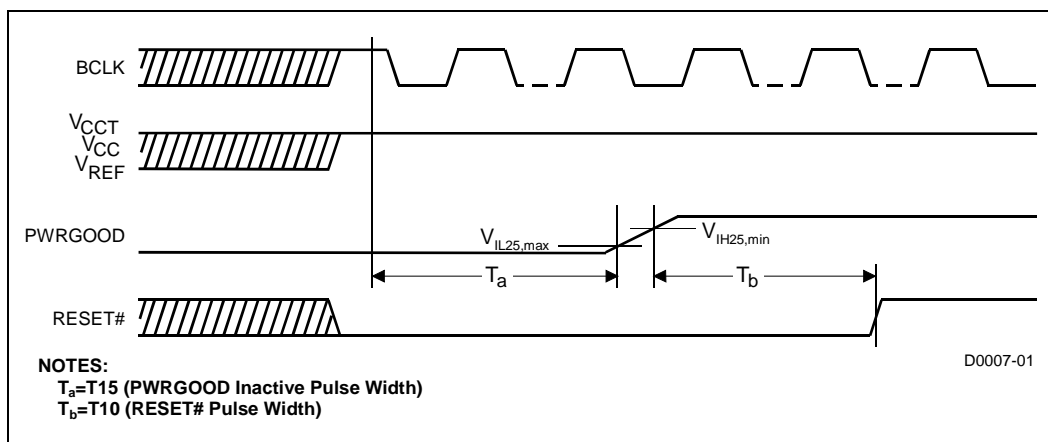 BCLK
VCCT
VCC
VREF
PWRGOOD
VIL25,max
VIH25,min
Ta
Tb
RESET#
D0007-01
NOTES:
Ta=T15 (PWRGOOD Inactive Pulse Width)
Tb=T10 (RESET# Pulse Width)